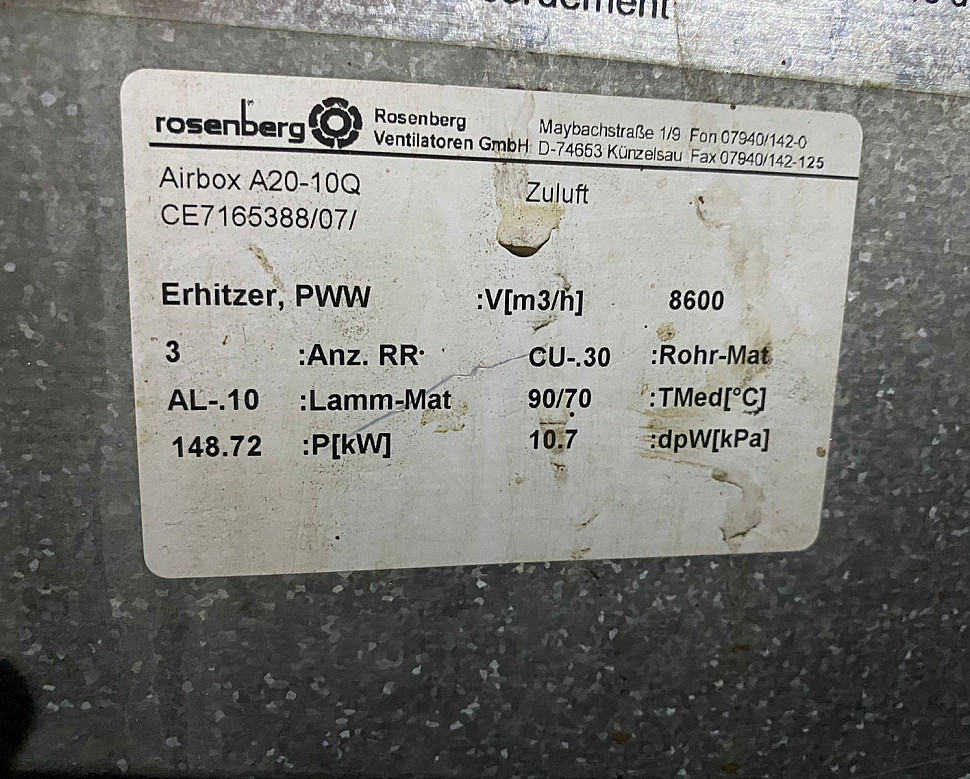 rosenberg
Rosenberg
Ventilatoren GmbH
Maybachstraße 1/9 Fon 07940/142-0
D-74653 Künzelsau Fax 07940/142-125
Airbox A20-10Q Zuluft
CE7165388/07/
Erhitzer, PWW :V[m3/h] 8600
3 :Anz. RR CU-.30 :Rohr-Mat
AL-.10 :Lamm-Mat 90/70 :TMed[°C]
148.72 :P[kW] 10.7 :dpW[kPa]